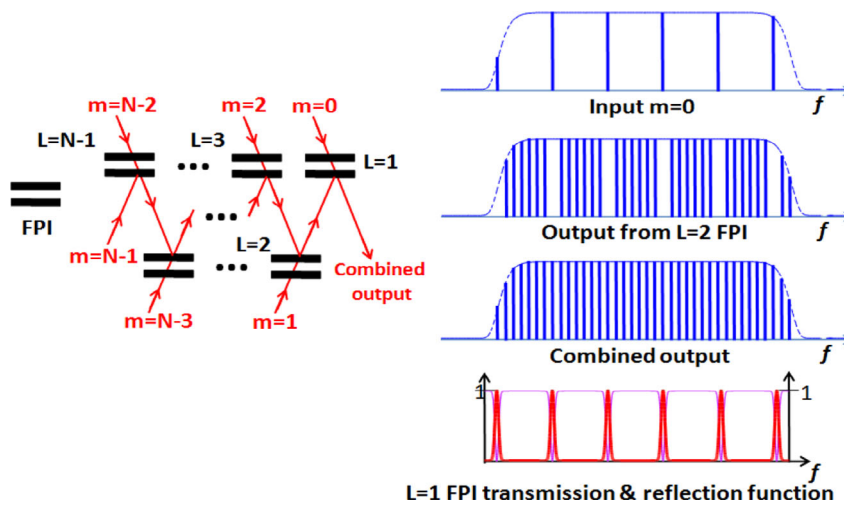 m=N-2
m=2
m=0
L=N-1
L=3
L=1
FPI
m=N-1
L=2
Combined
output
m=N-3
m=1
Input m=0
f
Output from L=2 FPI
f
Combined output
f
1
1
f
L=1 FPI transmission & reflection function